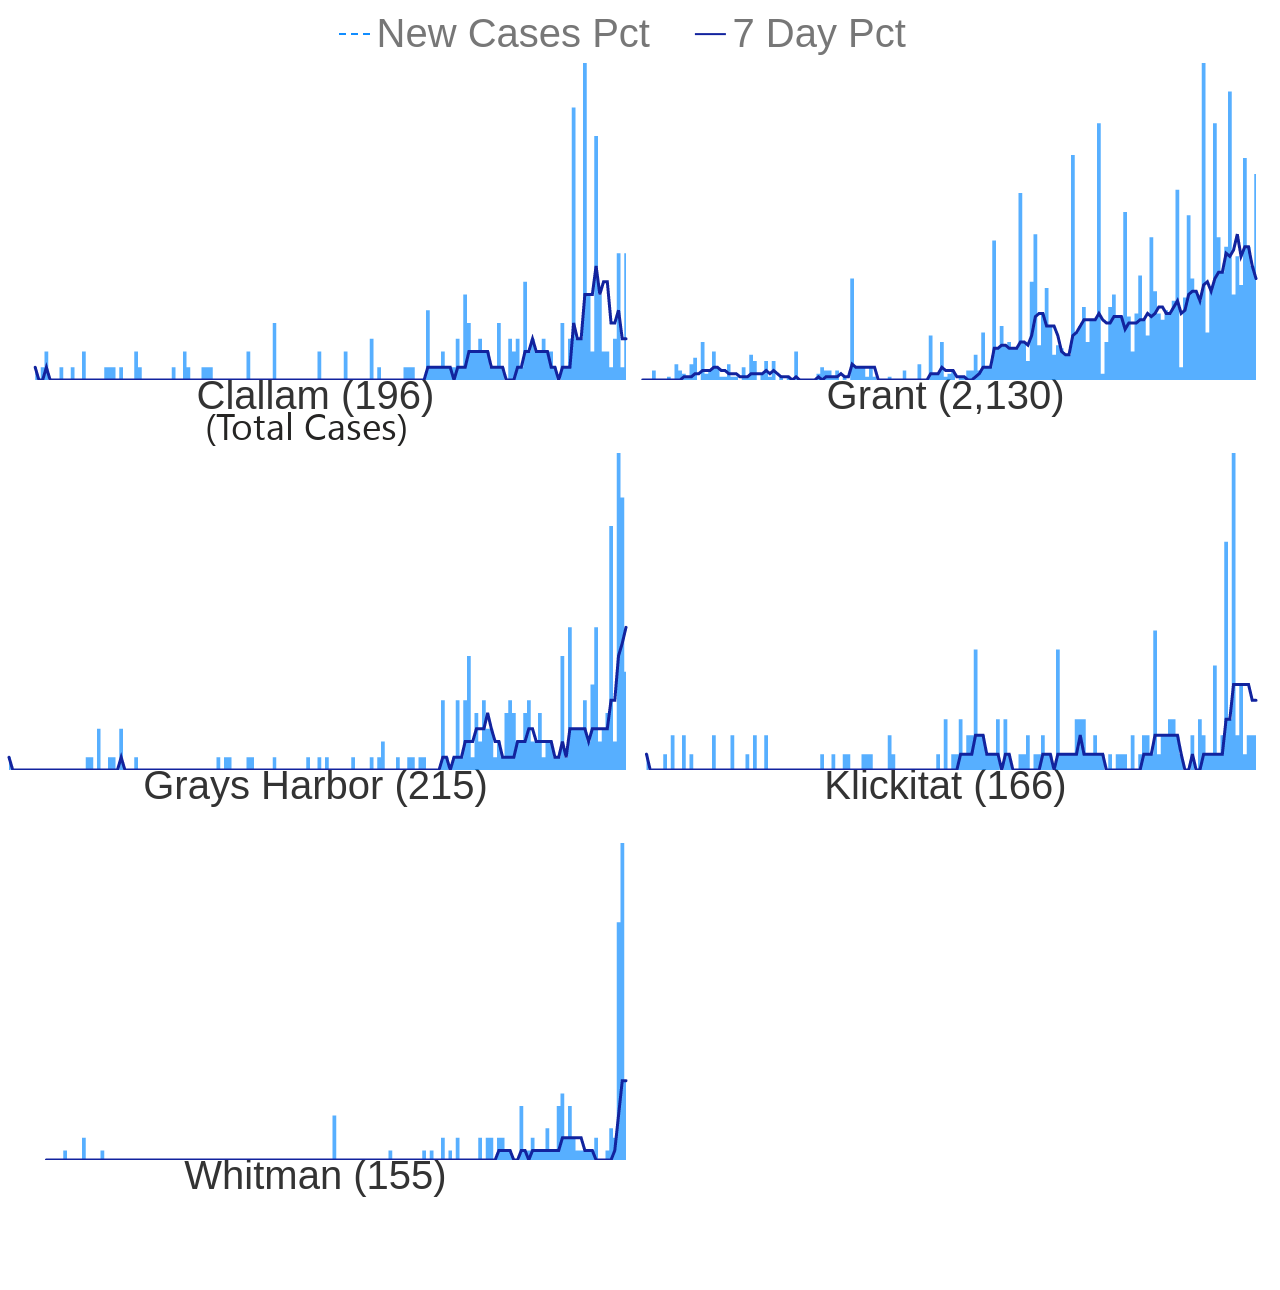 New Cases Pct 7 Day Pct
Clallam (196)
(Total Cases)
Grant (2,130)
Grays Harbor (215)
Klickitat (166)
Whitman (155)